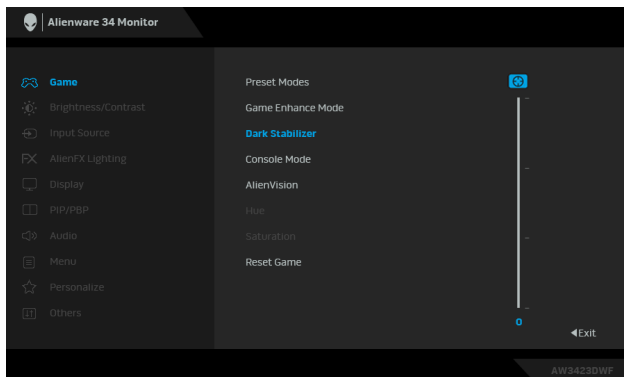 Alienware 34 Monitor
Game
Brightness/Contrast
Input Source
AlienFX Lighting
Display
PIP/PBP
Audio
Menu
Personalize
Others
Preset Modes
Game Enhance Mode
Dark Stabilizer
Console Mode
AlienVision
Hue
Saturation
Reset Game
0
Exit
AW3423DWF